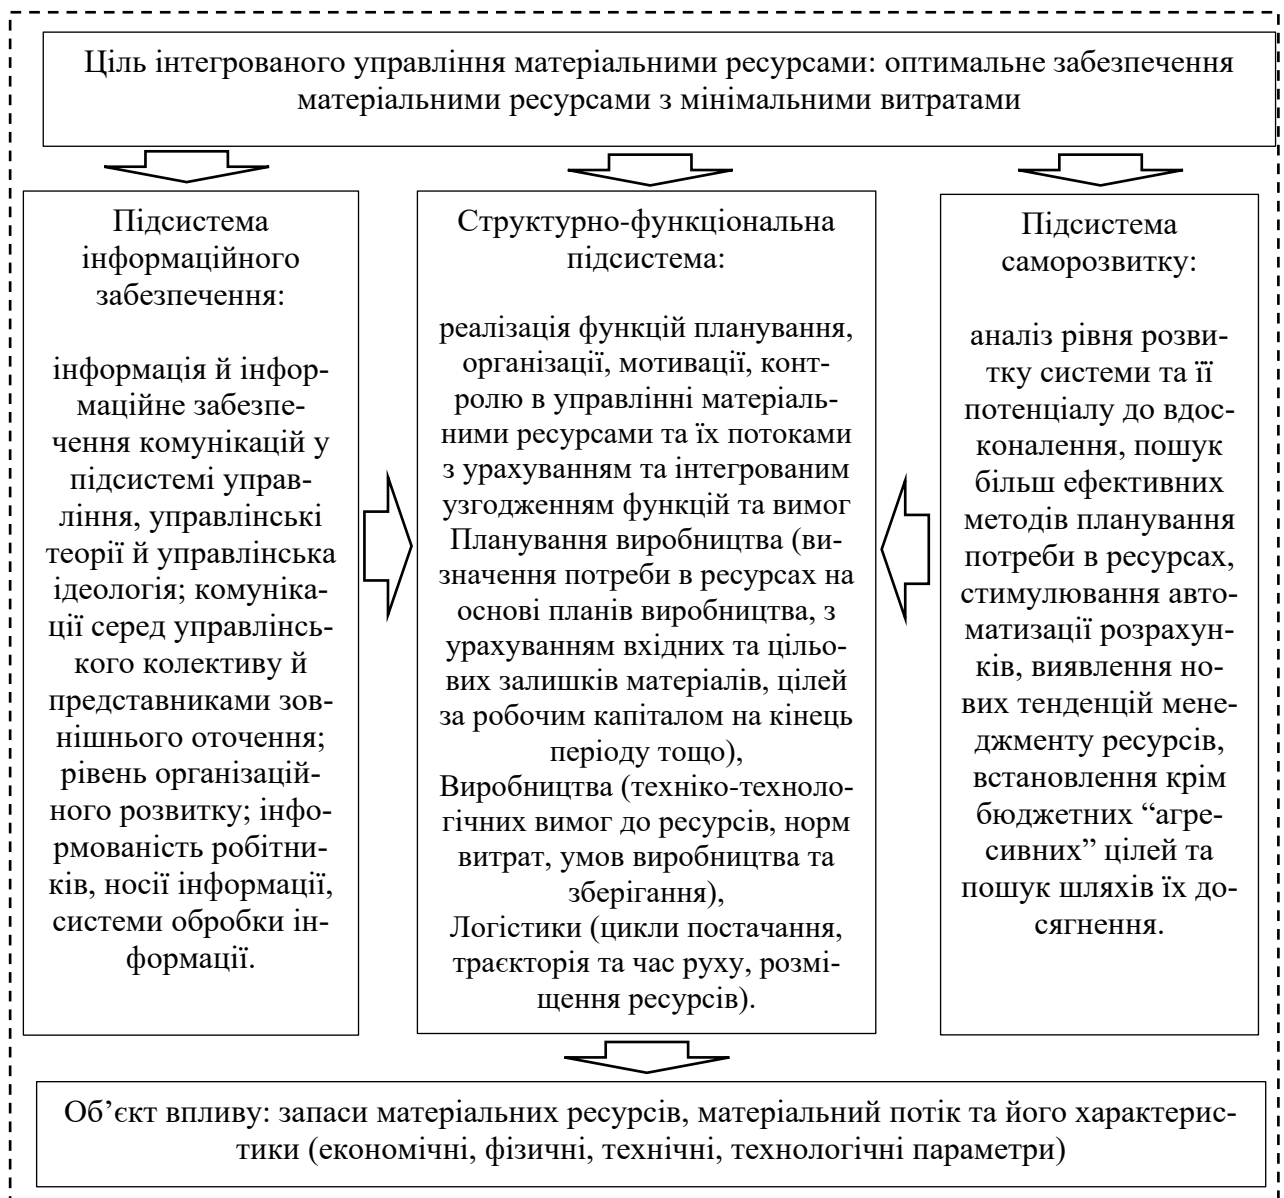 Ціль інтегрованого управління матеріальними ресурсами: оптимальне забезпечення
матеріальними ресурсами з мінімальними витратами
Підсистема
інформаційного
забезпечення:
інформація й інфор-
маційне забезпе-
чення комунікацій у
підсистемі управ-
ління, управлінські
теорії й управлінська
ідеологія; комуніка-
ції серед управлінсь-
кого колективу й
представниками зов-
нішнього оточення;
рівень організацій-
ного розвитку; інфо-
рмованість робітни-
ків, носії інформації,
системи обробки ін-
формації.
Структурно-функціональна
підсистема:
реалізація функцій планування,
організації, мотивації, конт-
ролю в управлінні матеріаль-
ними ресурсами та їх потоками
з урахуванням та інтегрованим
узгодженням функцій та вимог
Планування виробництва (ви-
значення потреби в ресурсах на
основі планів виробництва, з
урахуванням вхідних та цільо-
вих залишків матеріалів, цілей
за робочим капіталом на кінець
періоду тощо),
Виробництва (техніко-техноло-
гічних вимог до ресурсів, норм
витрат, умов виробництва та
зберігання),
Логістики (цикли постачання,
траєкторія та час руху, розмі-
щення ресурсів).
Підсистема
саморозвитку:
аналіз рівня розви-
тку системи та її
потенціалу до вдос-
коналення, пошук
більш ефективних
методів планування
потреби в ресурсах,
стимулювання авто-
матизації розрахун-
ків, виявлення но-
вих тенденцій мене-
джменту ресурсів,
встановлення крім
бюджетних “агре-
сивних” цілей та
пошук шляхів їх до-
сягнення.
Об’єкт впливу: запаси матеріальних ресурсів, матеріальний потік та його характерис-
тики (економічні, фізичні, технічні, технологічні параметри)